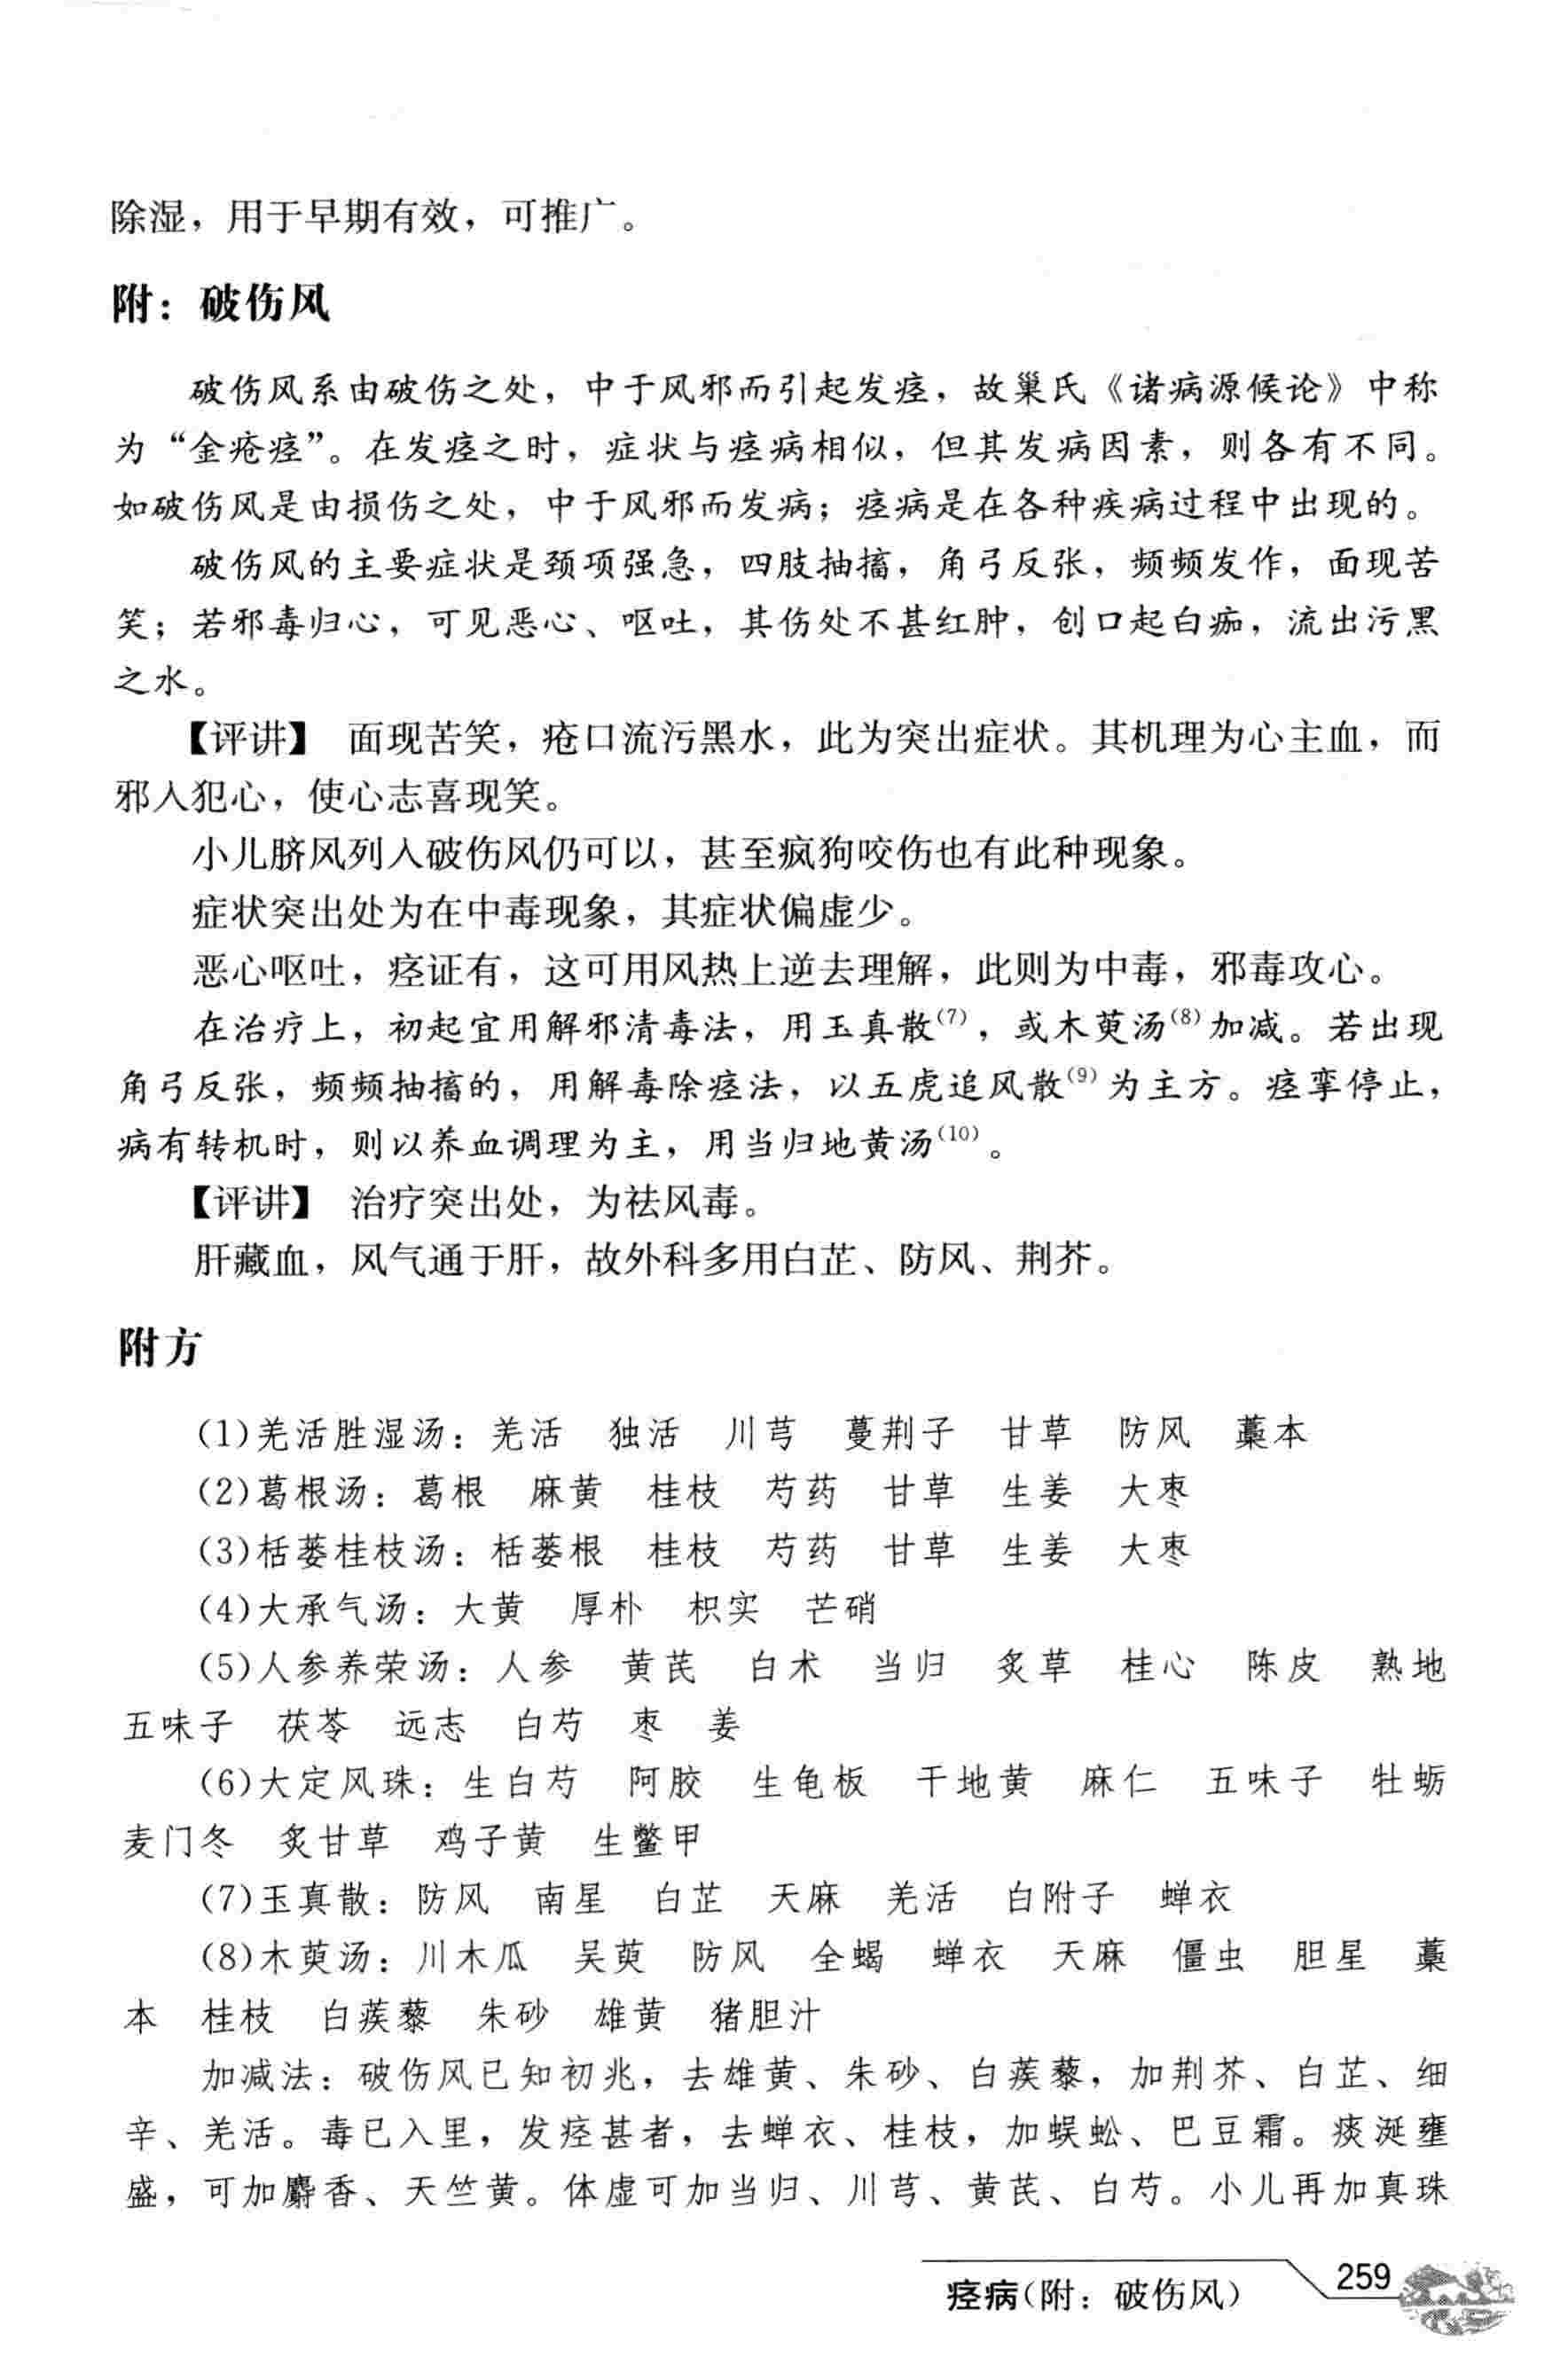 除湿，用于早期有效，可推广。
附：破伤风
破伤风系由破伤之处，中于风邪而引起发痉，故巢氏《诸病源候论》中称
为“金疮痉”。在发痉之时，症状与痉病相似，但其发病因素，则各有不同。
如破伤风是由损伤之处，中于风邪而发病；痉病是在各种疾病过程中出现的。
破伤风的主要症状是颈项强急，四肢抽搐，角弓反张，频频发作，面现苦
笑；若邪毒归心，可见恶心、呕吐，其伤处不甚红肿，创口起白痂，流出污黑
之水。
【评讲】 面现苦笑，疮口流污黑水，此为突出症状。其机理为心主血，而
邪入犯心，使心志喜现笑。
小儿脐风列入破伤风仍可以，甚至疯狗咬伤也有此种现象。
症状突出处为在中毒现象，其症状偏虚少。
恶心呕吐，痉证有，这可用风热上逆去理解，此则为中毒，邪毒攻心。
在治疗上，初起宜用解邪清毒法，用玉真散(7)，或木萸汤(8)加减。若出现
角弓反张，频频抽搐的，用解毒除痉法，以五虎追风散(9)为主方。痉挛停止，
病有转机时，则以养血调理为主，用当归地黄汤(10)。
【评讲】 治疗突出处，为祛风毒。
肝藏血，风气通于肝，故外科多用白芷、防风、荆芥。
附方
(1)羌活胜湿汤：羌活 独活 川芎 蔓荆子 甘草 防风 藁本
(2)葛根汤：葛根 麻黄 桂枝 芍药 甘草 生姜 大枣
(3)栝蒌桂枝汤：栝蒌根 桂枝 芍药 甘草 生姜 大枣
(4)大承气汤：大黄 厚朴 枳实 芒硝
(5)人参养荣汤：人参 黄芪 白术 当归 炙草 桂心 陈皮 熟地
五味子 茯苓 远志 白芍 枣 姜
(6)大定风珠：生白芍 阿胶 生龟板 干地黄 麻仁 五味子 牡蛎
麦门冬 炙甘草 鸡子黄 生鳖甲
(7)玉真散：防风 南星 白芷 天麻 羌活 白附子 蝉衣
(8)木萸汤：川木瓜 吴萸 防风 全蝎 蝉衣 天麻 僵虫 胆星 藁
本 桂枝 白蒺藜 朱砂 雄黄 猪胆汁
加减法：破伤风已知初兆，去雄黄、朱砂、白蒺藜，加荆芥、白芷、细
辛、羌活。毒已入里，发痉甚者，去蝉衣、桂枝，加蜈蚣、巴豆霜。痰涎壅
盛，可加麝香、天竺黄。体虚可加当归、川芎、黄芪、白芍。小儿再加真珠
痉病(附：破伤风) 259